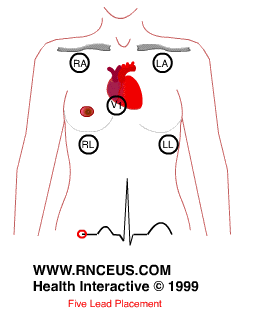 RA LA
V1
RL LL
WWW.RNCEUS.COM
Health Interactive © 1999
Five Lead Placement